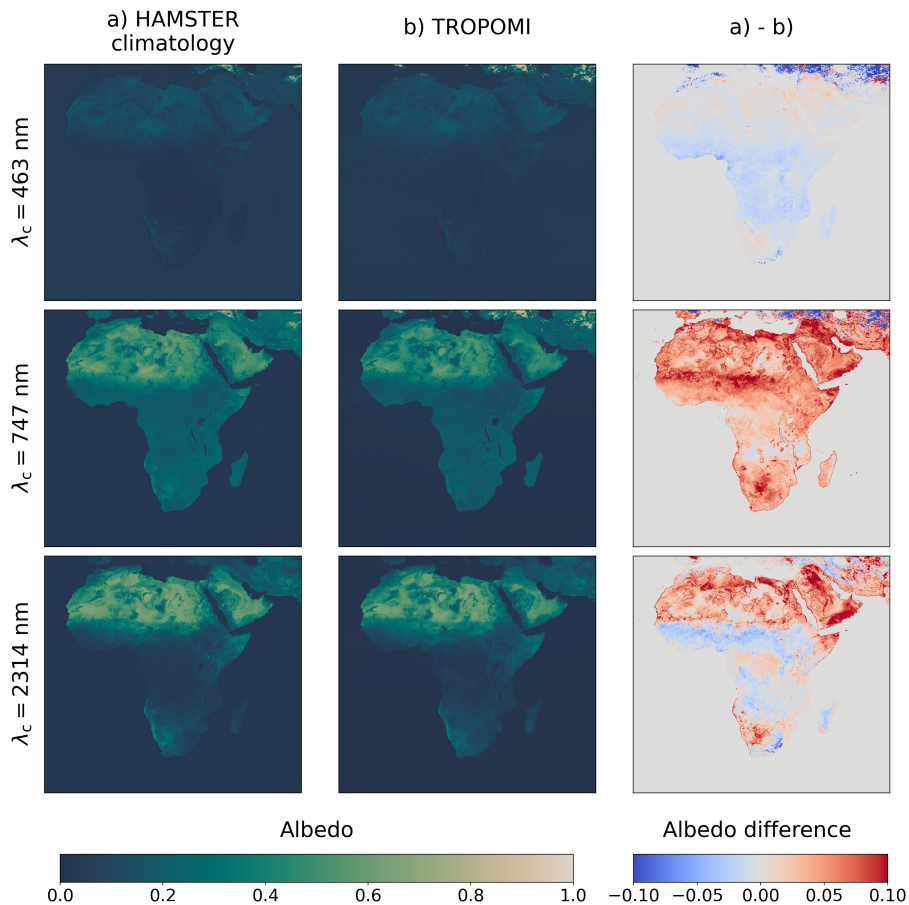 a) HAMSTER
climatology
b) TROPOMI
a) - b)
λc = 463 nm
λc = 747 nm
λc = 2314 nm
Albedo
0.0 0.2 0.4 0.6 0.8 1.0
Albedo difference
−0.10 −0.05 0.00 0.05 0.10